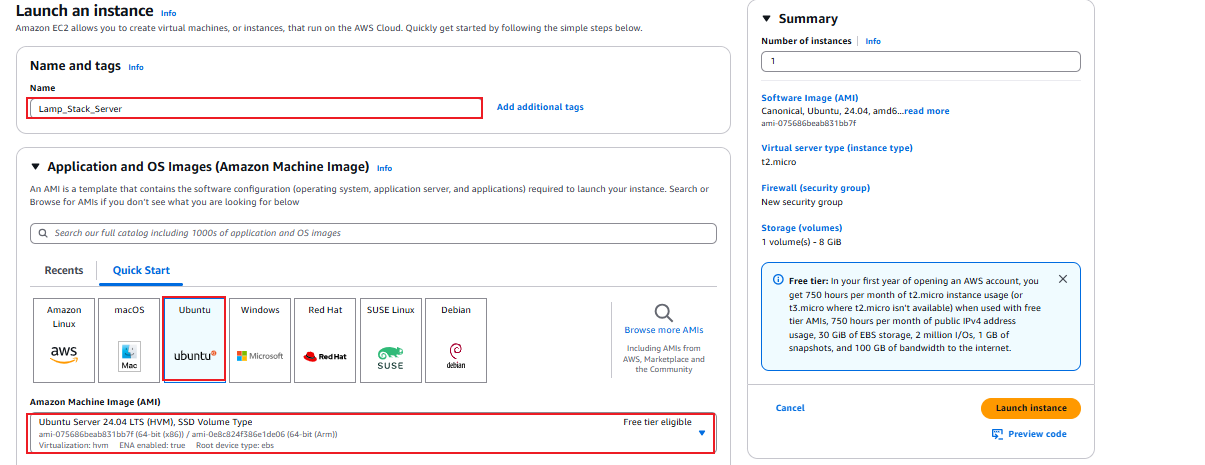 Launch an instance Info
Amazon EC2 allows you to create virtual machines, or instances, that run on the AWS Cloud. Quickly get started by following the simple steps below.
Name and tags Info
Name
Lamp_Stack_Server
Add additional tags
Application and OS Images (Amazon Machine Image) Info
An AMI is a template that contains the software configuration (operating system, application server, and applications) required to launch your instance. Search or
Browse for AMIs if you don't see what you are looking for below
Search our full catalog including 1000s of application and OS images
Recents
Quick Start
Amazon
Linux
aws
macOS
Mac
Ubuntu
ubuntu
Windows
Microsoft
Red Hat
Red Hat
SUSE Linux
SUSE
Debian
debian
Browse more AMIs
Including AMIs from
AWS, Marketplace and
the Community
Amazon Machine Image (AMI)
Ubuntu Server 24.04 LTS (HVM), SSD Volume Type
Free tier eligible
ami-075686beab831bb7f (64-bit (x86)) / ami-0e8c824f386e1de06 (64-bit (Arm))
Virtualization: hvm ENA enabled: true Root device type: ebs
Summary
Number of instances Info
1
Software Image (AMI)
Canonical, Ubuntu, 24.04, amd6...read more
ami-075686beab831bb7f
Virtual server type (instance type)
t2.micro
Firewall (security group)
New security group
Storage (volumes)
1 volume(s) - 8 GiB
Free tier: In your first year of opening an AWS account, you
get 750 hours per month of t2.micro instance usage (or
t3.micro where t2.micro isn't available) when used with free
tier AMIs, 750 hours per month of public IPv4 address
usage, 30 GiB of EBS storage, 2 million I/Os, 1 GB of
snapshots, and 100 GB of bandwidth to the internet.
Cancel
Launch instance
Preview code